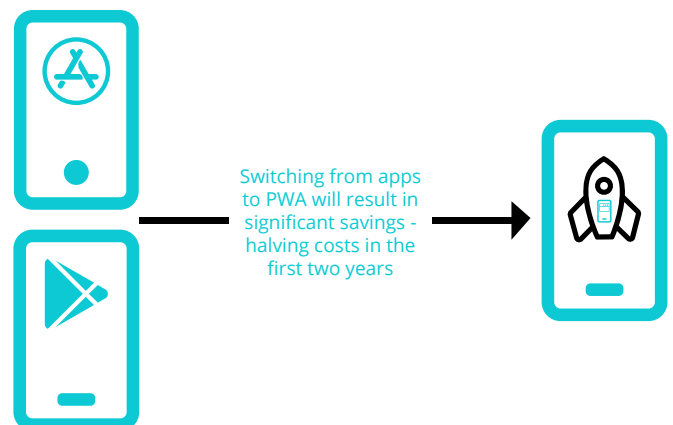 Switching from apps
to PWA will result in
significant savings -
halving costs in the
first two years